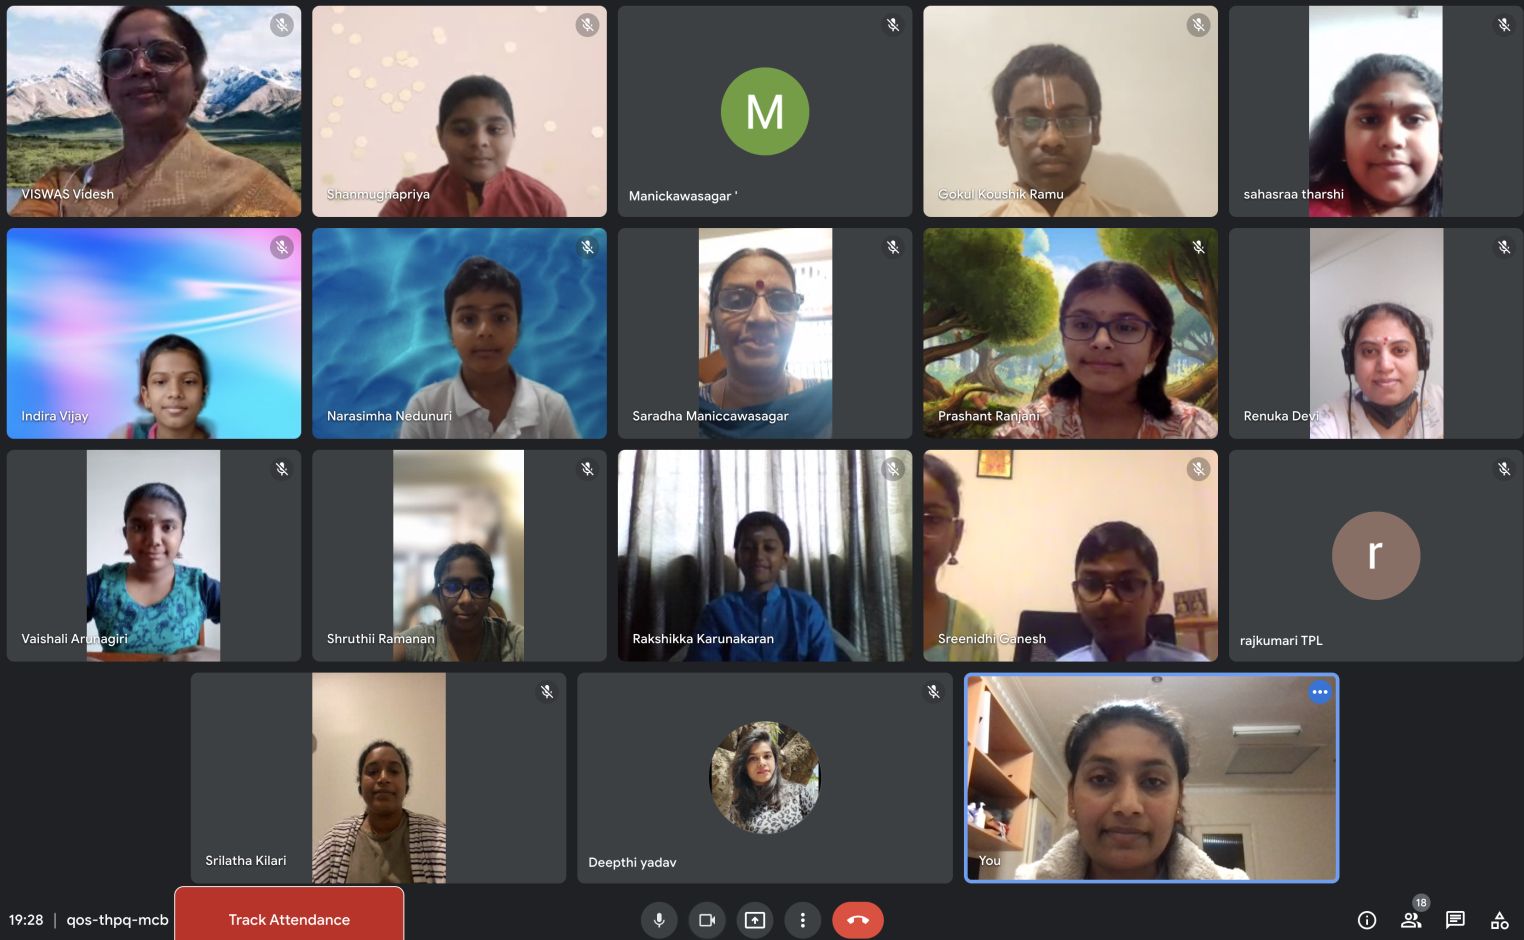 VISWAS Videsh
Shanmughapriya
M
Manickawasagar '
Gokul Koushik Ramu
sahasraa tharshi
Indira Vijay
Narasimha Nedunuri
Saradha Maniccawasagar
Prashant Ranjani
Renuka Devi
Vaishali Arunagiri
Shruthii Ramanan
Rakshikka Karunakaran
Sreenidhi Ganesh
r
rajkumari TPL
Srilatha Kilari
Deepthi yadav
You
19:28 | qos-thpq-mcb
Track Attendance
18